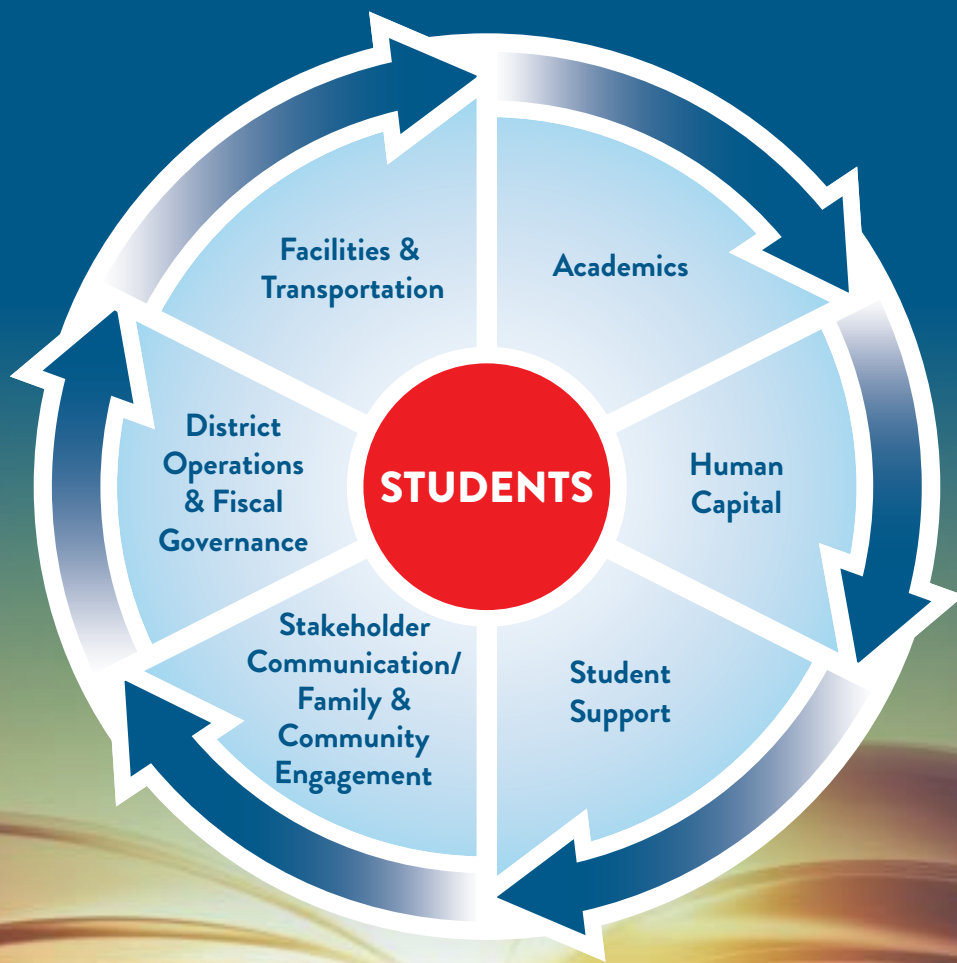 Facilities &
Transportation
Academics
District
Operations
& Fiscal
Governance
STUDENTS
Human
Capital
Stakeholder
Communication/
Family &
Community
Engagement
Student
Support